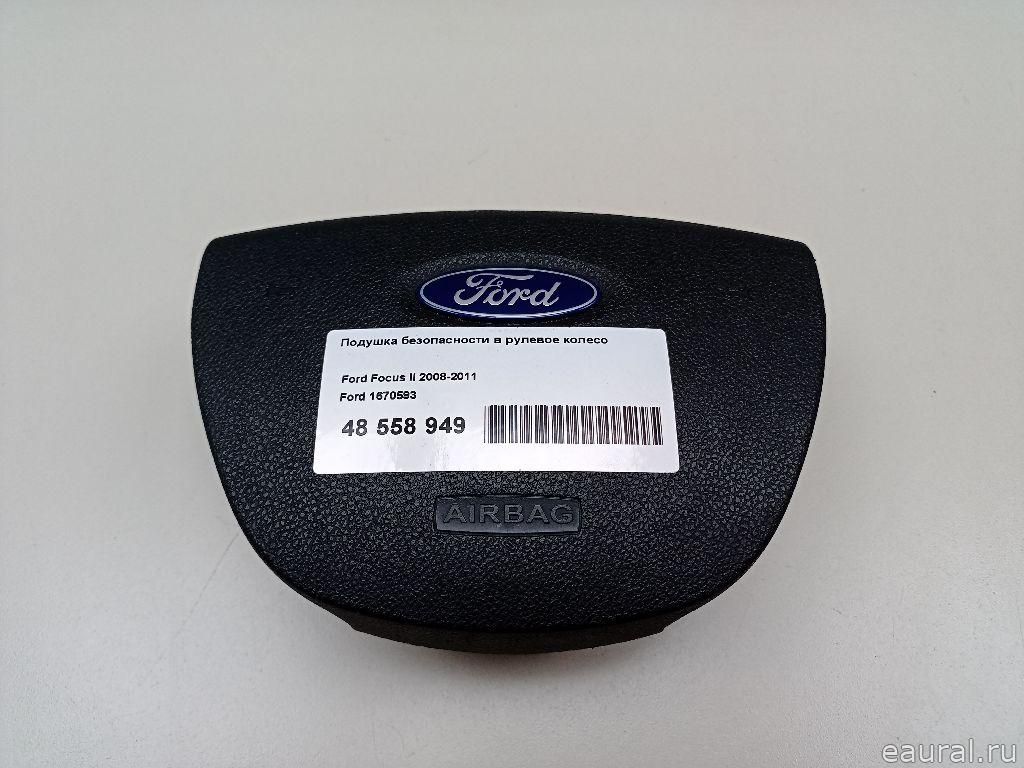 Ford
Подушка безопасности в рулевое колесо
Ford Focus II 2008-2011
Ford 1670593
48 558 949
AIRBAG
eaural.ru